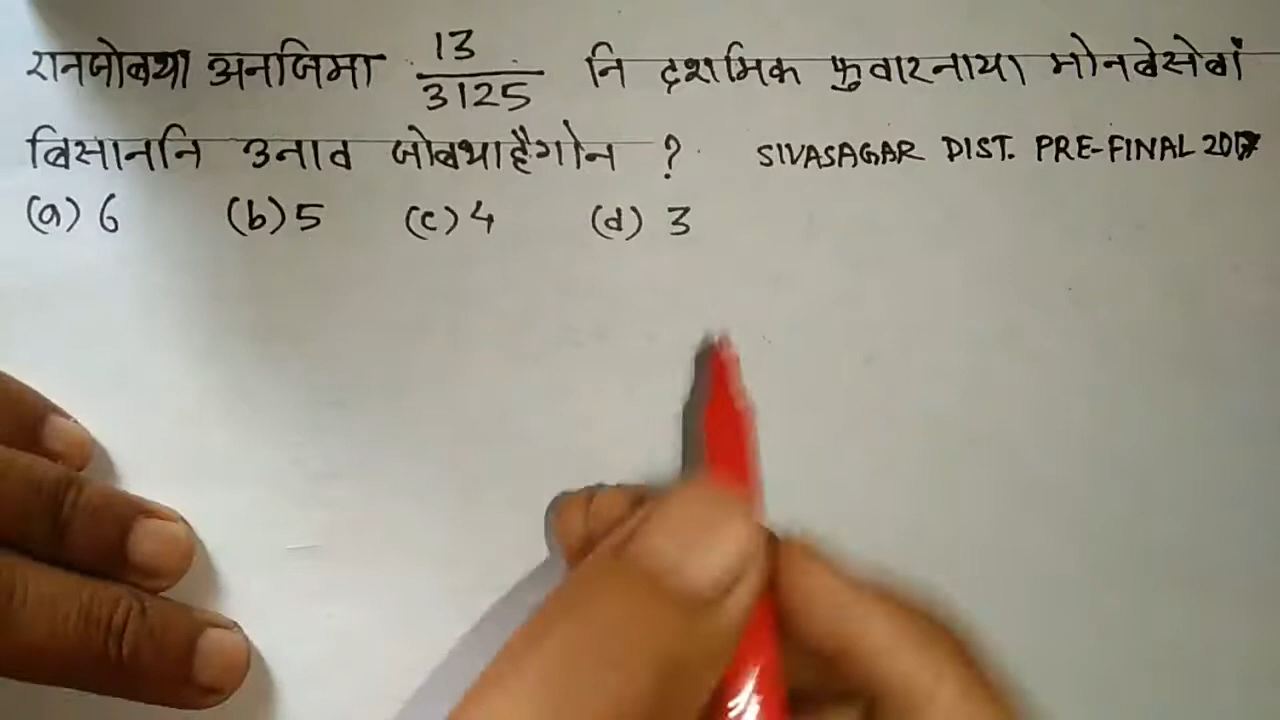 रानजोबथा अनजिमा 13/3125 नि दशमिक फुवारनाया मोनबेसेबाँ
बिसाननि उनाव जोबथाहैगोन ? SIVASAGAR DIST. PRE-FINAL 2017
(a) 6 (b) 5 (c) 4 (d) 3